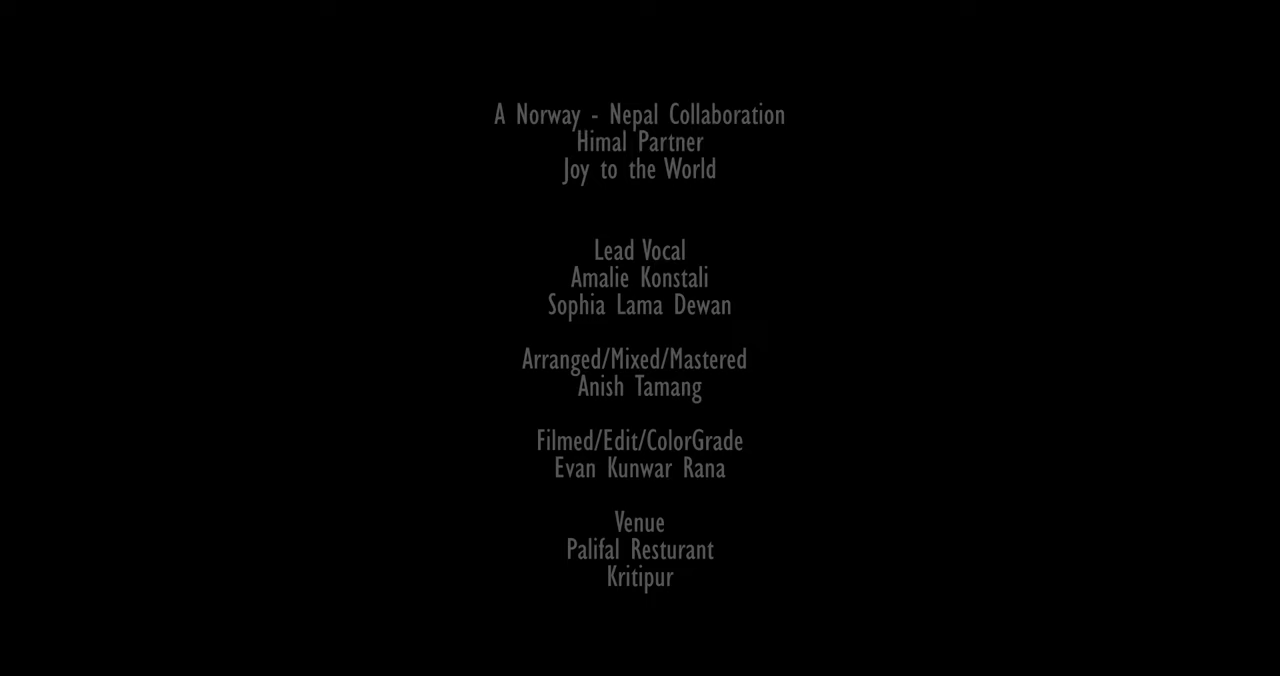 A Norway - Nepal Collaboration
Himal Partner
Joy to the World
Lead Vocal
Amalie Konstali
Sophia Lama Dewan
Arranged/Mixed/Mastered
Anish Tamang
Filmed/Edit/ColorGrade
Evan Kunwar Rana
Venue
Palifal Resturant
Kritipur